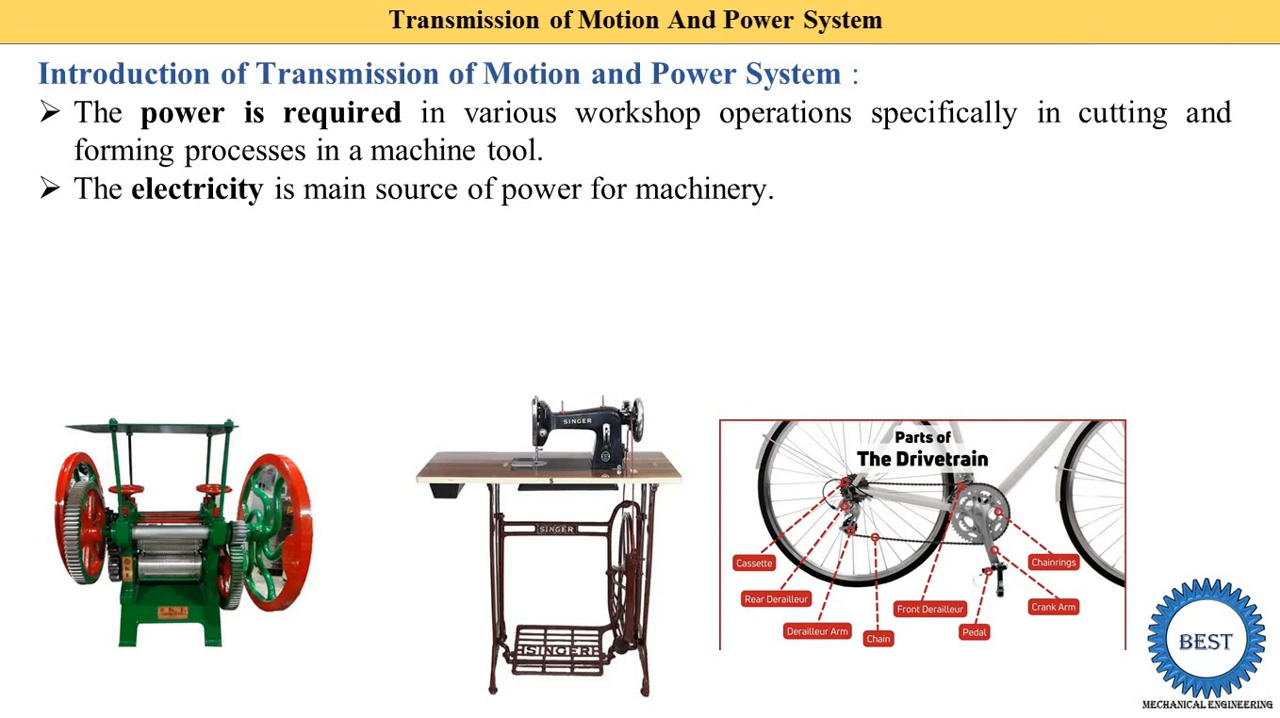 Transmission of Motion And Power System
Introduction of Transmission of Motion and Power System :
➢ The power is required in various workshop operations specifically in cutting and
forming processes in a machine tool.
➢ The electricity is main source of power for machinery.
SINGER
SINGER
SINGER
Parts of
The Drivetrain
Cassette
Rear Derailleur
Derailleur Arm
Chain
Front Derailleur
Pedal
Chainrings
Crank Arm
BEST
MECHANICAL ENGINEERING